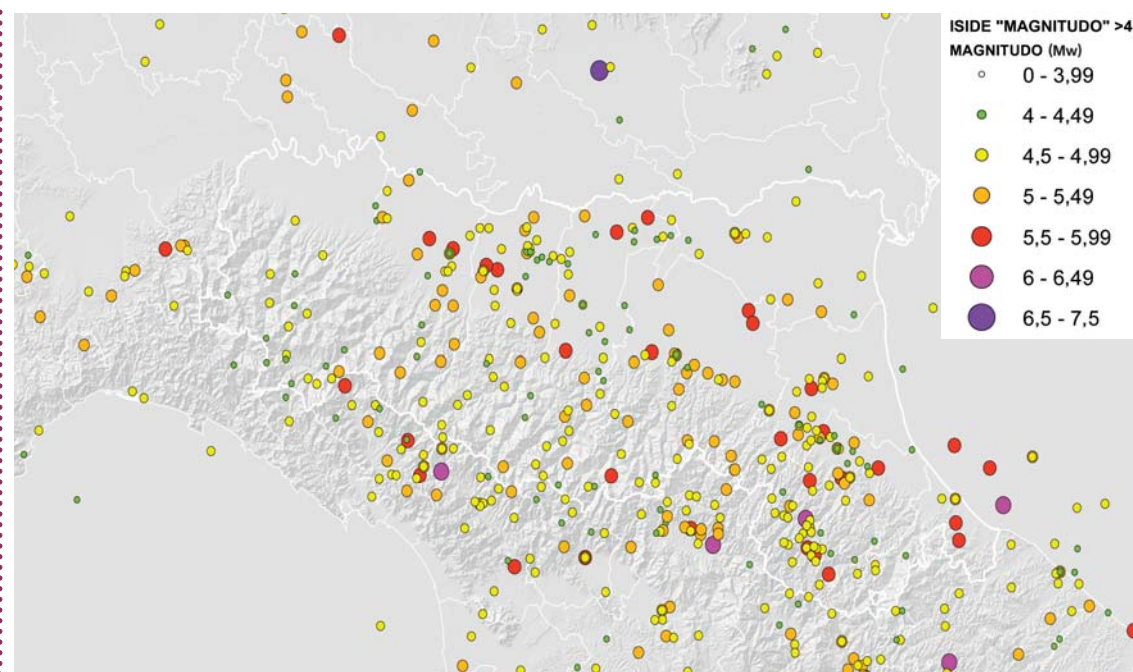 ISIDE "MAGNITUDO" >4
MAGNITUDO (Mw)
0 - 3,99
4 - 4,49
4,5 - 4,99
5 - 5,49
5,5 - 5,99
6 - 6,49
6,5 - 7,5